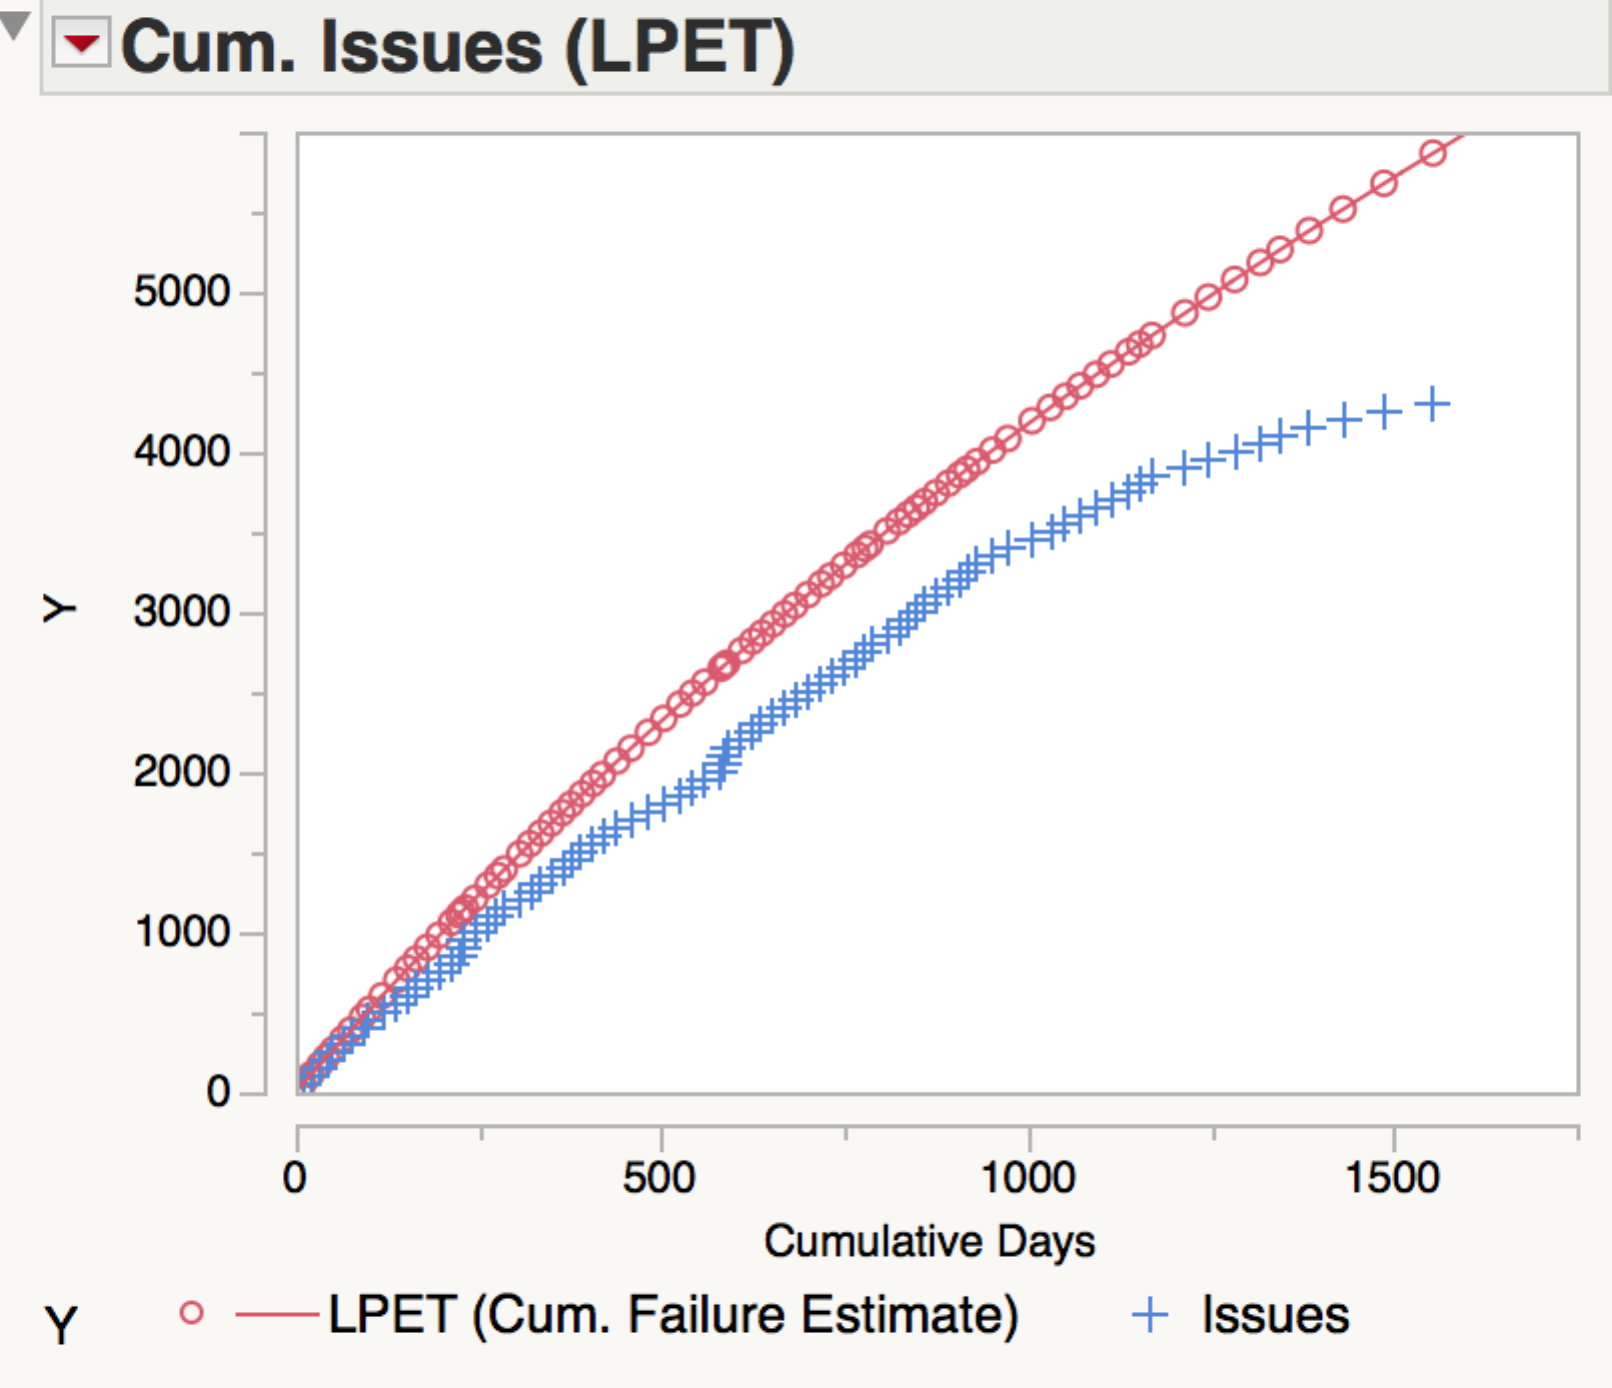 Cum. Issues (LPET)
5000
4000
3000
2000
1000
0
Y
0 500 1000 1500
Cumulative Days
Y LPET (Cum. Failure Estimate) Issues